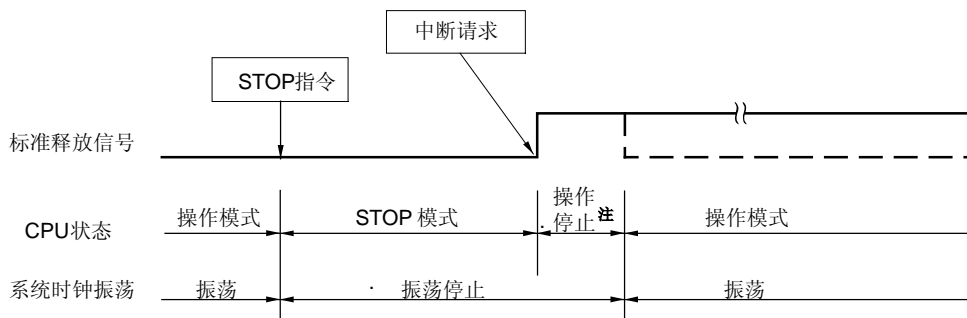 中断请求
STOP指令
标准释放信号
操作
停止注
CPU状态
操作模式
STOP 模式
操作模式
系统时钟振荡
振荡
振荡停止
振荡